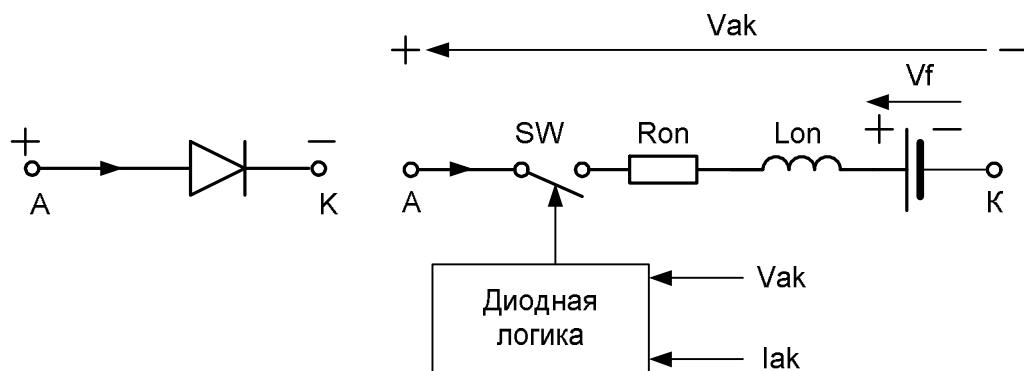 Vak
+ −
Vf
+ −
SW Ron Lon
+ −
A K
A К
Диодная
логика
Vak
Iak